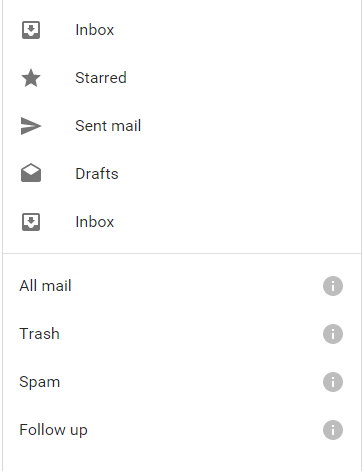 Inbox
Starred
Sent mail
Drafts
Inbox
All mail
Trash
Spam
Follow up